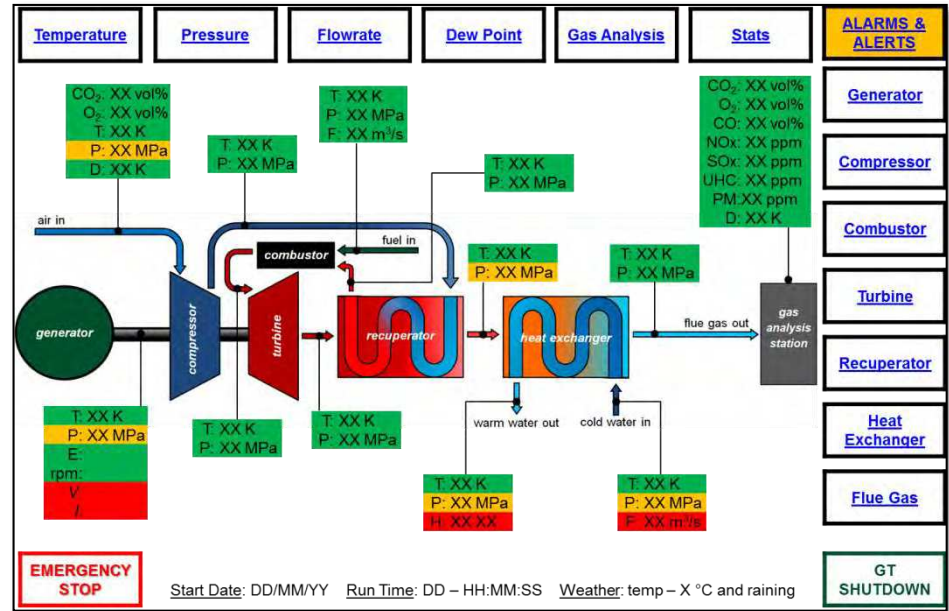 Temperature
Pressure
Flowrate
Dew Point
Gas Analysis
Stats
ALARMS &
ALERTS
CO₂: XX vol%
O₂: XX vol%
T: XX K
P: XX MPa
D: XX K
T: XX K
P: XX MPa
T: XX K
P: XX MPa
F: XX m³/s
T: XX K
P: XX MPa
CO₂: XX vol%
O₂: XX vol%
CO: XX vol%
NOx: XX ppm
SOx: XX ppm
UHC: XX ppm
PM:XX ppm
D: XX K
Generator
Compressor
Combustor
Turbine
Recuperator
Heat
Exchanger
Flue Gas
air in
combustor
fuel in
T: XX K
P: XX MPa
T: XX K
P: XX MPa
generator
compressor
turbine
recuperator
heat exchanger
flue gas out
gas
analysis
station
warm water out
cold water in
T: XX K
P: XX MPa
E:
rpm:
V:
I:
T: XX K
P: XX MPa
T: XX K
P: XX MPa
T: XX K
P: XX MPa
H: XX XX
T: XX K
P: XX MPa
F: XX m³/s
EMERGENCY
STOP
Start Date: DD/MM/YY Run Time: DD – HH:MM:SS Weather: temp – X °C and raining
GT
SHUTDOWN